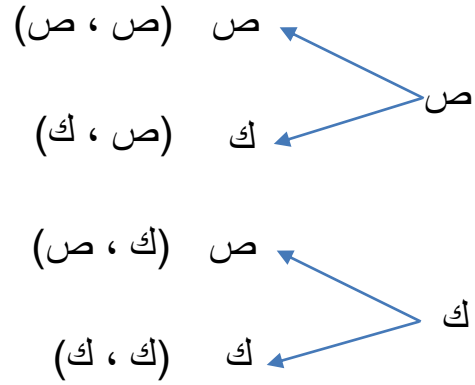 ص (ص ، ص)
ص
ك (ص ، ك)
ص (ك ، ص)
ك
ك (ك ، ك)